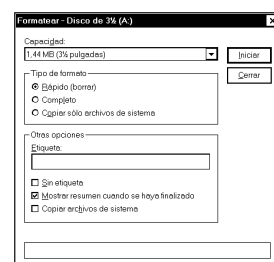 Formatear - Disco de 3½ (A:)
Capacidad:
1,44 MB (3½ pulgadas)
Iniciar
Cerrar
Tipo de formato
Rápido (borrar)
Completo
Copiar sólo archivos de sistema
Otras opciones
Etiqueta:
Sin etiqueta
Mostrar resumen cuando se haya finalizado
Copiar archivos de sistema